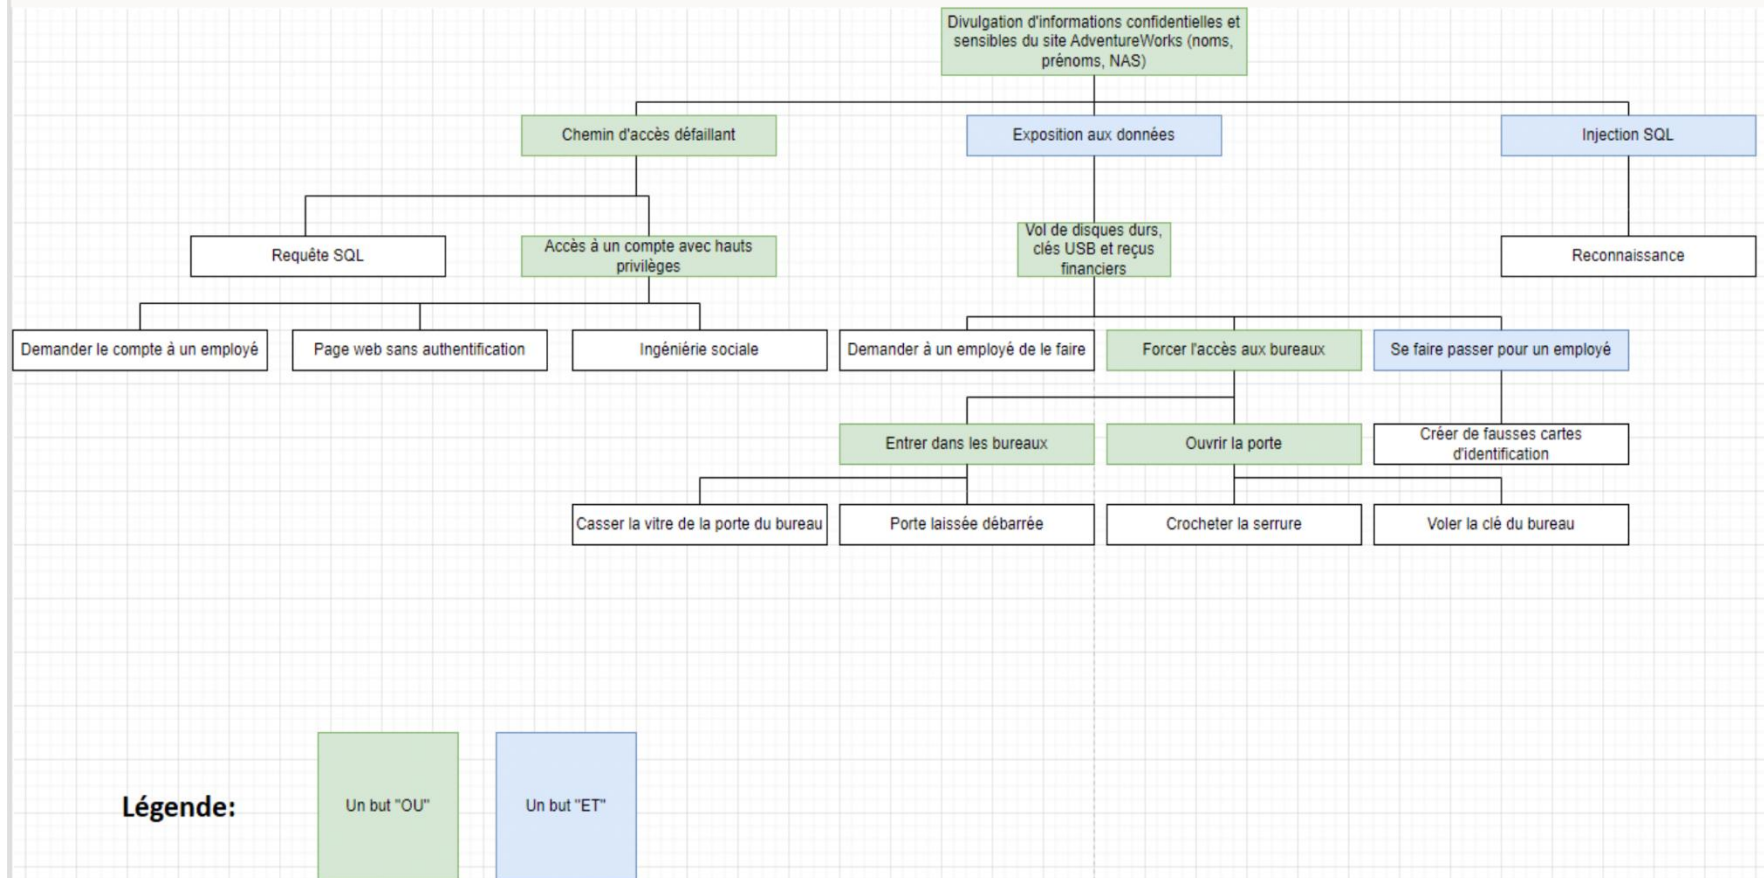 Divulgation d'informations confidentielles et
sensibles du site AdventureWorks (noms,
prénoms, NAS)
Chemin d'accès défaillant
Exposition aux données
Injection SQL
Requête SQL
Accès à un compte avec hauts
privilèges
Vol de disques durs,
clés USB et reçus
financiers
Reconnaissance
Demander le compte à un employé
Page web sans authentification
Ingéniérie sociale
Demander à un employé de le faire
Forcer l'accès aux bureaux
Se faire passer pour un employé
Entrer dans les bureaux
Ouvrir la porte
Créer de fausses cartes
d'identification
Casser la vitre de la porte du bureau
Porte laissée débarrée
Crocheter la serrure
Voler la clé du bureau
Légende:
Un but "OU"
Un but "ET"